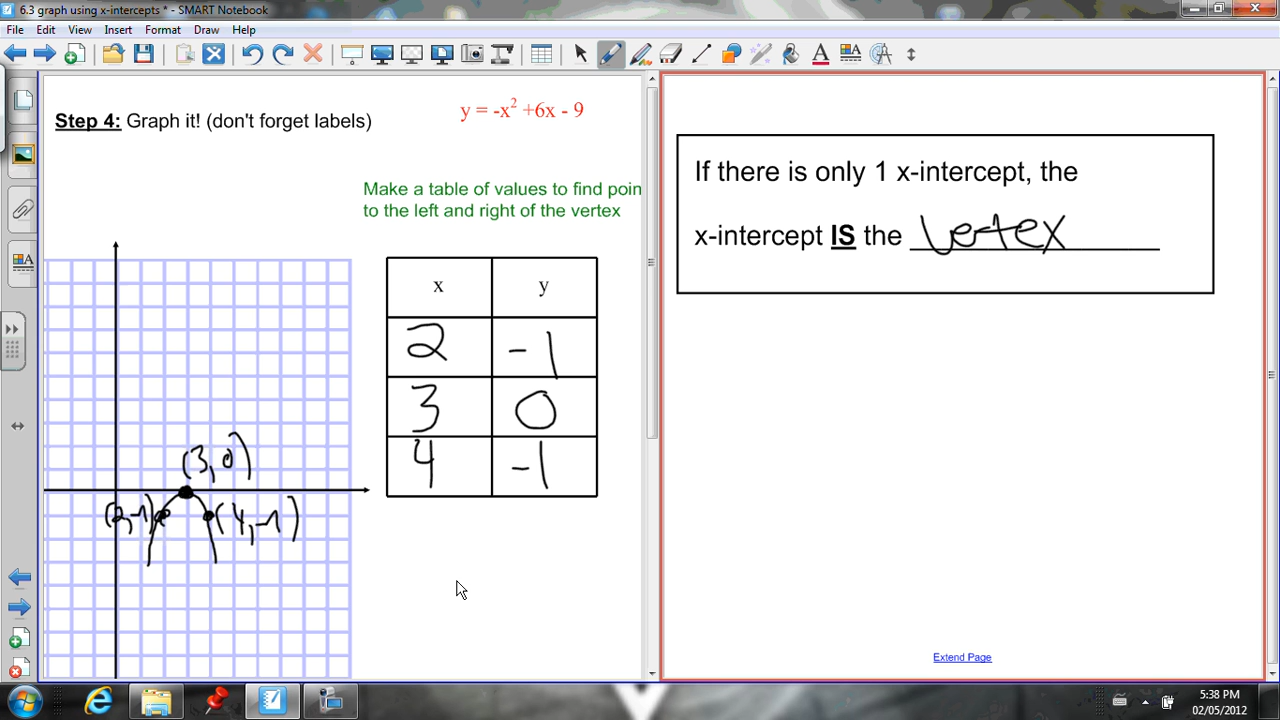 6.3 graph using x-intercepts * - SMART Notebook
File Edit View Insert Format Draw Help
Step 4: Graph it! (don't forget labels)
y = -x² +6x - 9
Make a table of values to find poin
to the left and right of the vertex
x y
2 -1
3 0
4 -1
(3, 0)
(2, -1) (4, -1)
If there is only 1 x-intercept, the
x-intercept IS the vertex
Extend Page
5:38 PM
02/05/2012